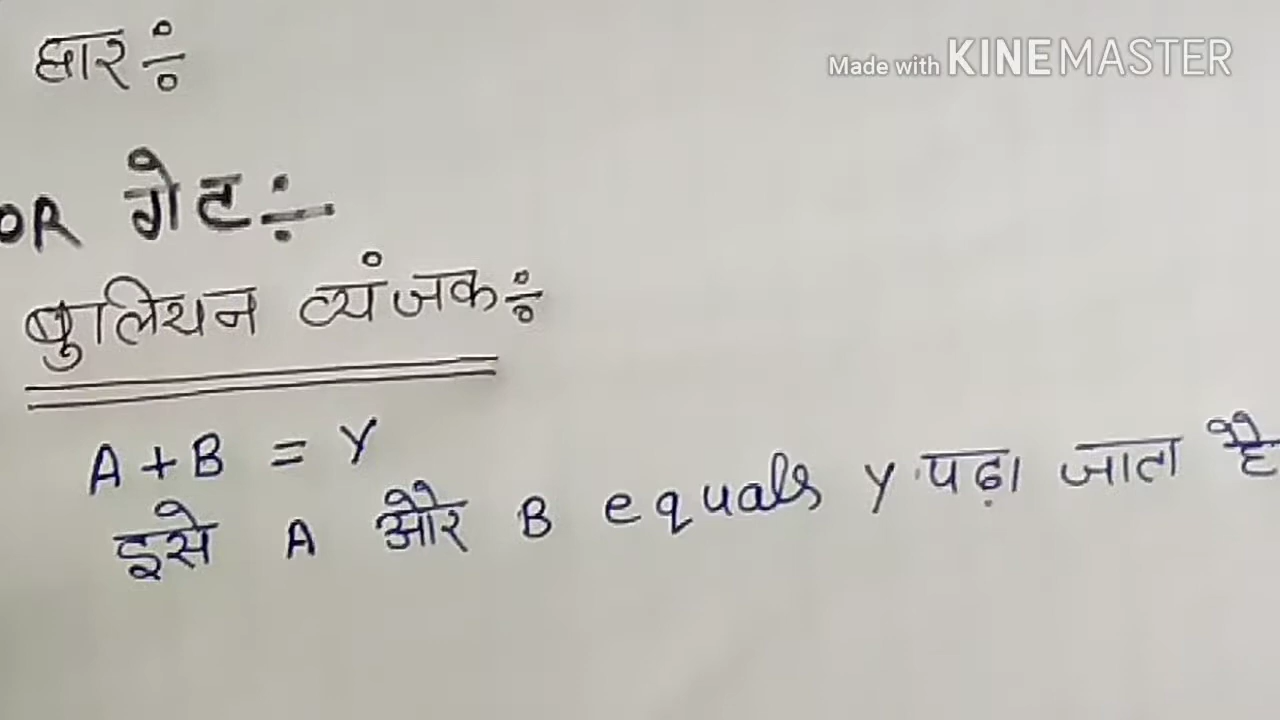 द्वार÷
Made with KINEMASTER
OR गेट÷
बुलियन व्यंजक÷
A + B = Y
इसे A और B equals Y पढ़ा जाता है